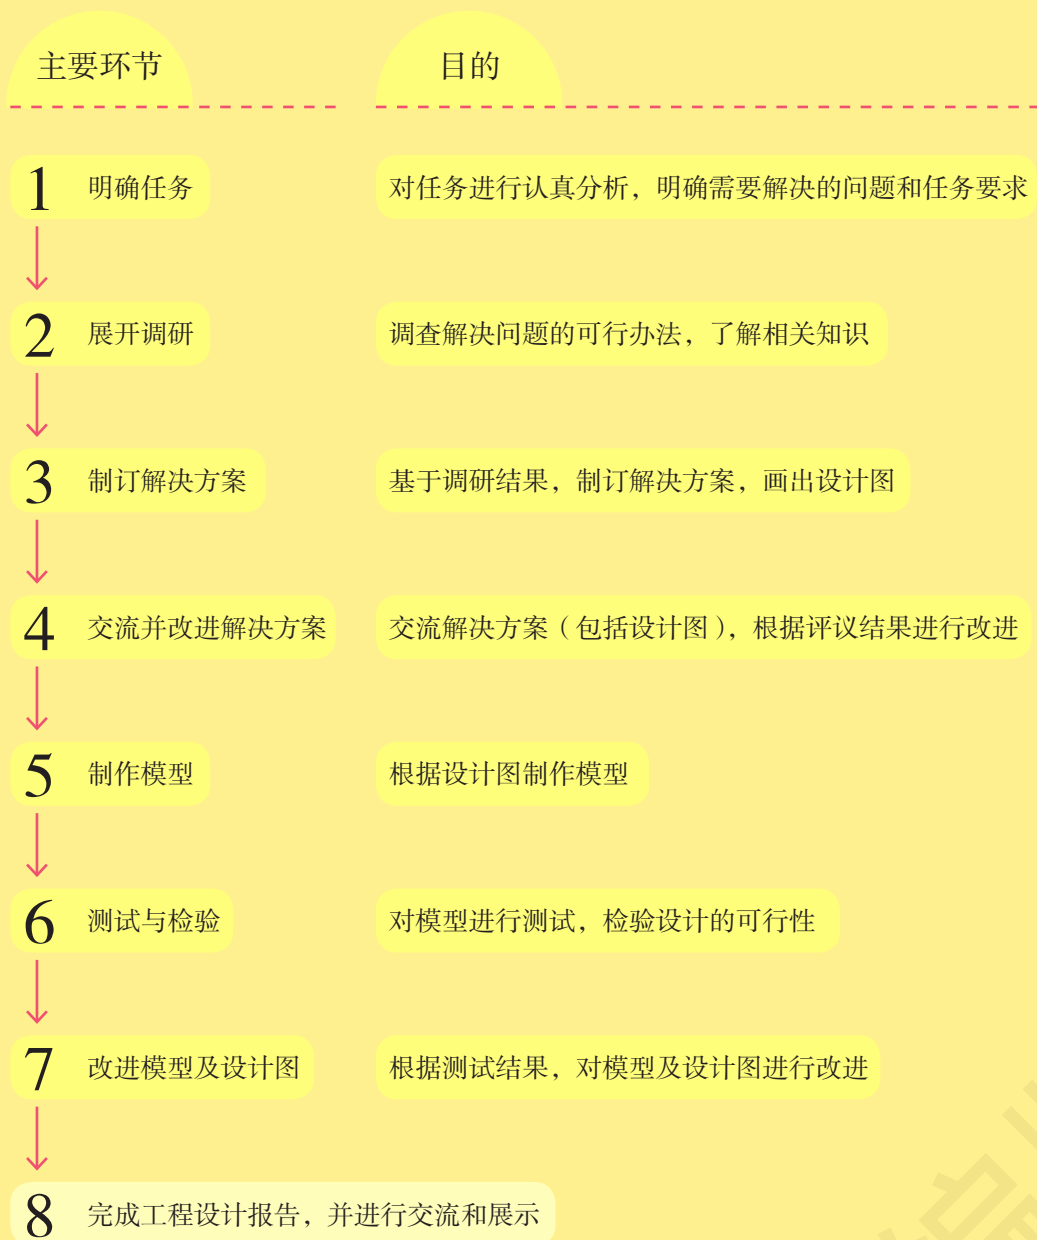 主要环节 目的
1 明确任务 对任务进行认真分析，明确需要解决的问题和任务要求
2 展开调研 调查解决问题的可行办法，了解相关知识
3 制订解决方案 基于调研结果，制订解决方案，画出设计图
4 交流并改进解决方案 交流解决方案（包括设计图），根据评议结果进行改进
5 制作模型 根据设计图制作模型
6 测试与检验 对模型进行测试，检验设计的可行性
7 改进模型及设计图 根据测试结果，对模型及设计图进行改进
8 完成工程设计报告，并进行交流和展示